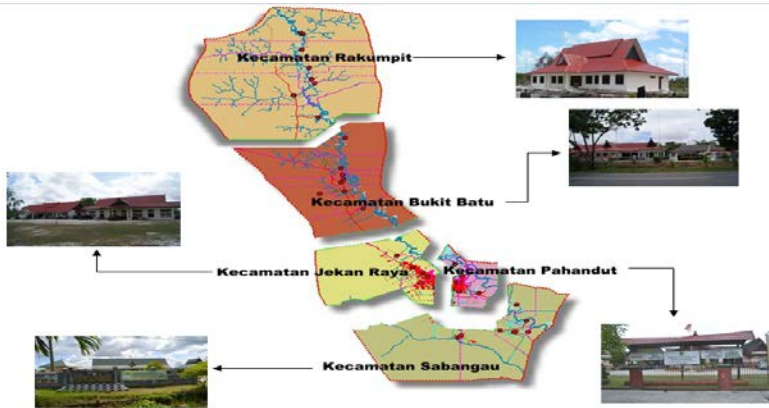 Kecamatan Rakumpit
Kecamatan Bukit Batu
Kecamatan Jekan Raya
Kecamatan Pahandut
Kecamatan Sabangau